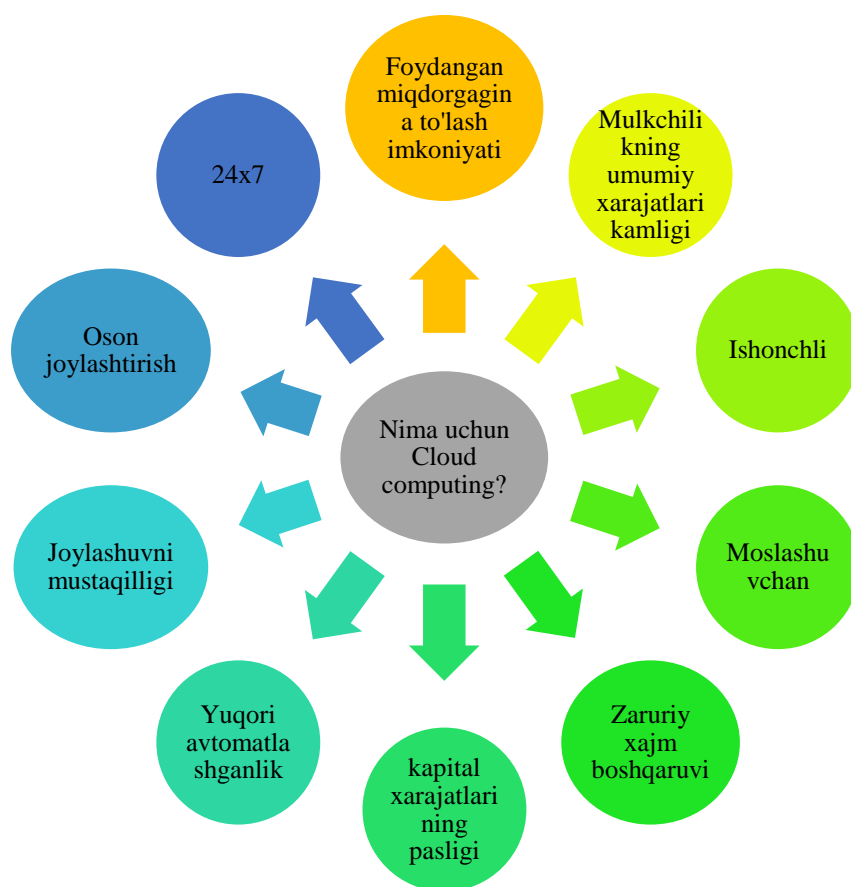 Foydangan
miqdorgagin
a to'lash
imkoniyati
Mulkchili
kning
umumiy
xarajatlari
kamligi
Ishonchli
Moslashu
vchan
Zaruriy
xajm
boshqaruvi
kapital
xarajatlari
ning
pasligi
Yuqori
avtomatla
shganlik
Joylashuvni
mustaqilligi
Oson
joylashtirish
24x7
Nima uchun
Cloud
computing?